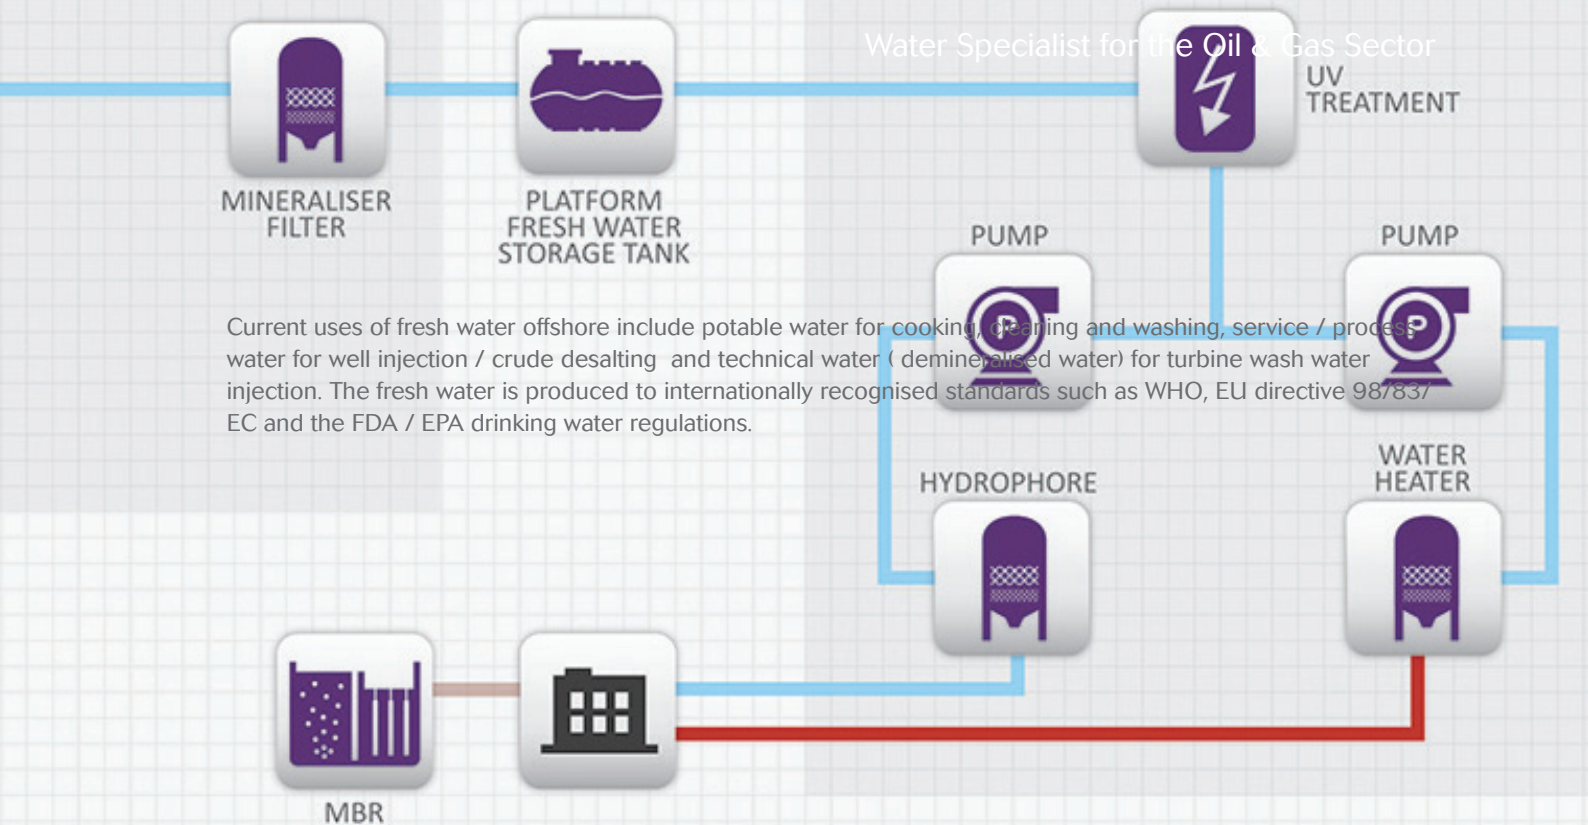 Water Specialist for the Oil & Gas Sector
UV
TREATMENT
MINERALISER
FILTER
PLATFORM
FRESH WATER
STORAGE TANK
PUMP
PUMP
P
P
Current uses of fresh water offshore include potable water for cooking, cleaning and washing, service / process
water for well injection / crude desalting  and technical water ( demineralised water) for turbine wash water
injection. The fresh water is produced to internationally recognised standards such as WHO, EU directive 98/83/
EC and the FDA / EPA drinking water regulations.
HYDROPHORE
WATER
HEATER
MBR